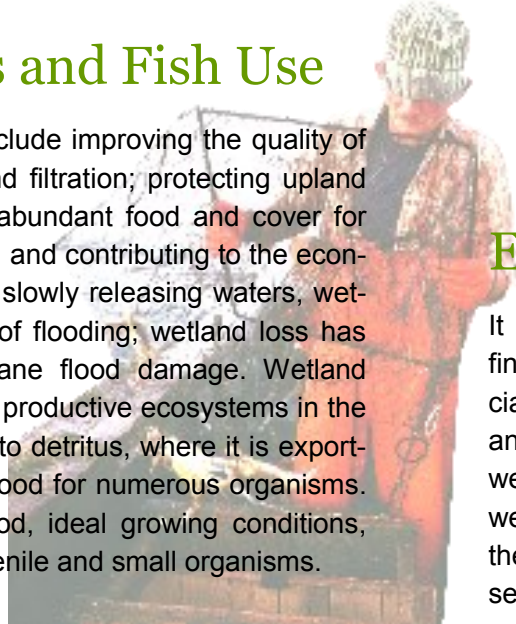 s and Fish Use
clude improving the quality of
nd filtration; protecting upland
abundant food and cover for
and contributing to the econ-
slowly releasing waters, wet-
of flooding; wetland loss has
ane flood damage. Wetland
productive ecosystems in the
to detritus, where it is export-
ood for numerous organisms.
od, ideal growing conditions,
enile and small organisms.
E
It
fin
cia
an
we
we
the
se